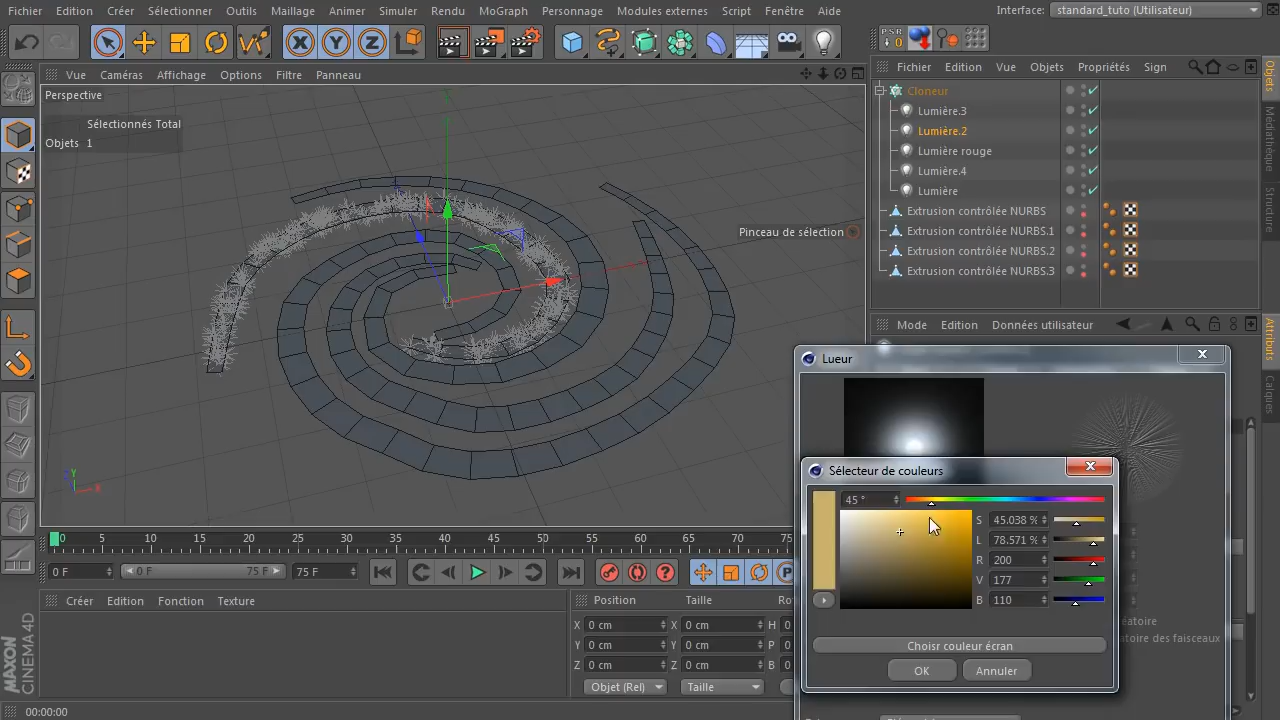 Fichier Edition Créer Sélectionner Outils Maillage Animer Simuler Rendu MoGraph Personnage Modules externes Script Fenêtre Aide Interface: standard_tuto (Utilisateur)
X Y Z PSR 0
Vue Caméras Affichage Options Filtre Panneau
Fichier Edition Vue Objets Propriétés Sign
Perspective
Sélectionnés Total
Objets 1
Pinceau de sélection
Cloneur
Lumière.3
Lumière.2
Lumière rouge
Lumière.4
Lumière
Extrusion contrôlée NURBS
Extrusion contrôlée NURBS.1
Extrusion contrôlée NURBS.2
Extrusion contrôlée NURBS.3
Objets
Médiathèque
Structure
Mode Edition Données utilisateur
Attributs
Calques
Lueur
Sélecteur de couleurs
45 °
S 45.038 %
L 78.571 %
R 200
V 177
B 110
Choisir couleur écran
OK Annuler
éatoire
atoire des faisceaux
Y X
0 5 10 15 20 25 30 35 40 45 50 55 60 65 70 75
0 F 0 F 75 F 75 F P
Créer Edition Fonction Texture
Position Taille Rot
X 0 cm X 0 cm H 0
Y 0 cm Y 0 cm P 0
Z 0 cm Z 0 cm B 0
Objet (Rel) Taille
MAXON
CINEMA 4D
00:00:00